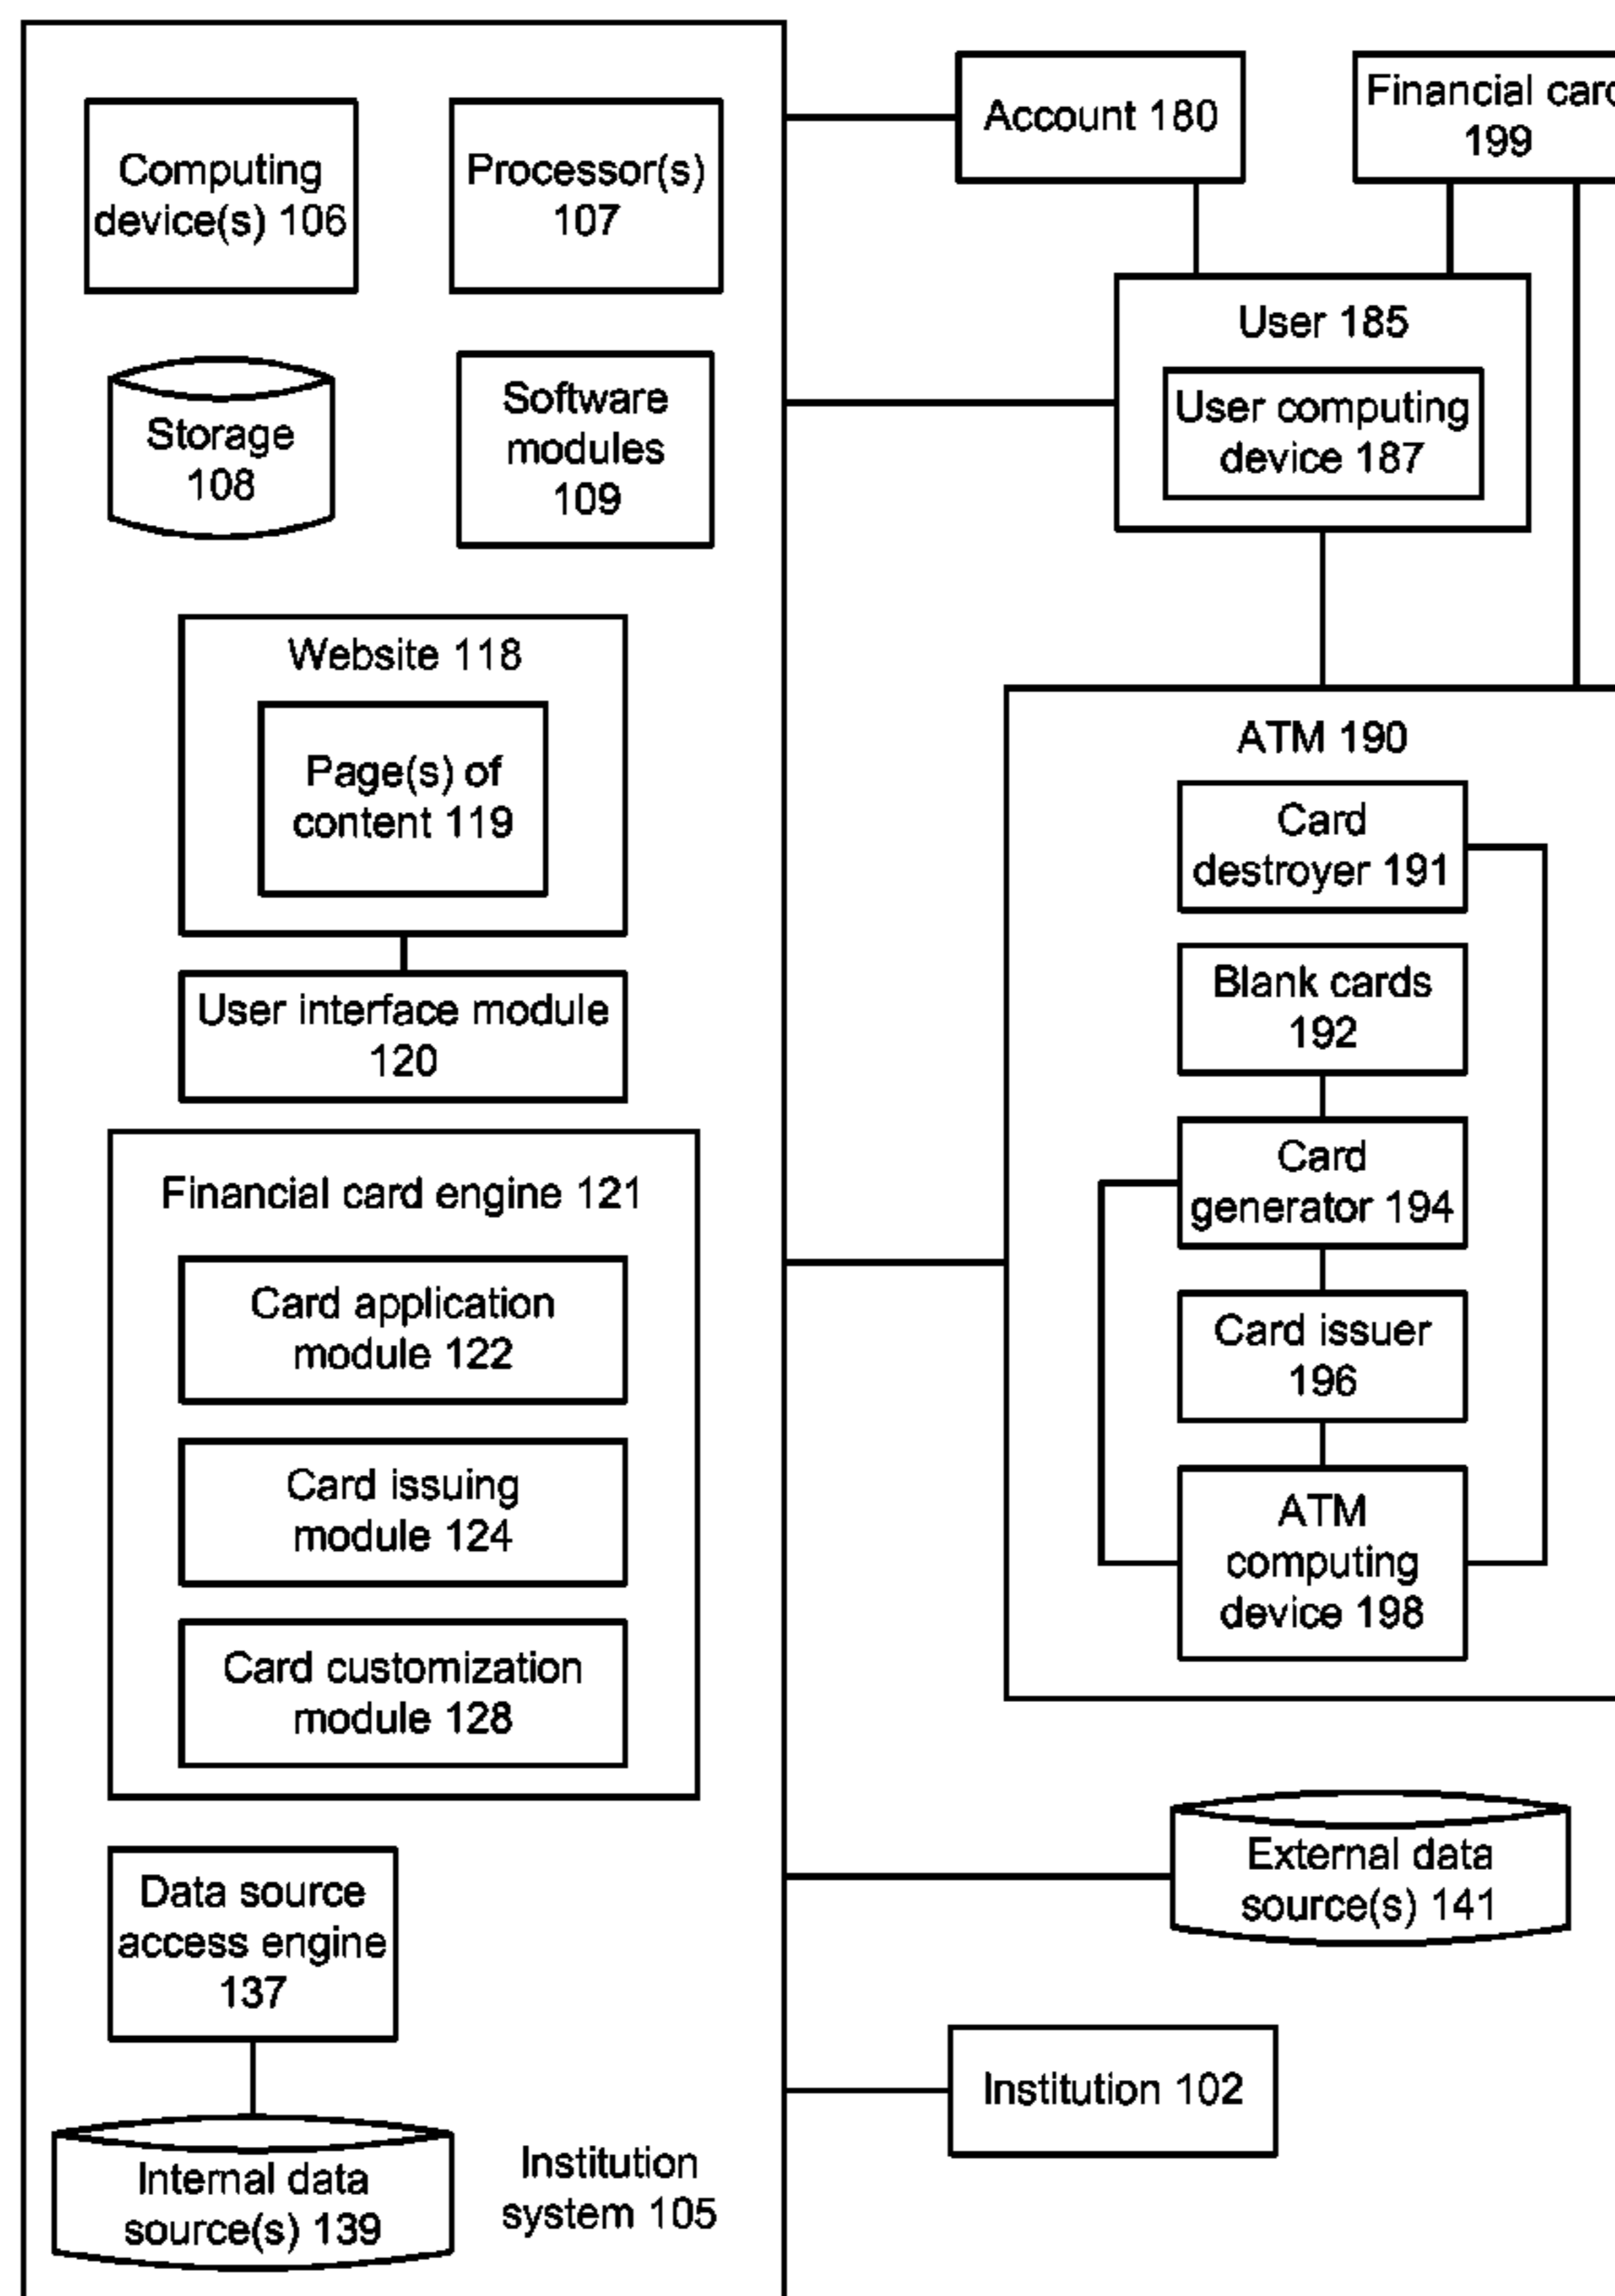 Computing
device(s) 106
Processor(s)
107
Storage
108
Software
modules
109
Website 118
Page(s) of
content 119
User interface module
120
Financial card engine 121
Card application
module 122
Card issuing
module 124
Card customization
module 128
Data source
access engine
137
Internal data
source(s) 139
Institution
system 105
Account 180
Financial card
199
User 185
User computing
device 187
ATM 190
Card
destroyer 191
Blank cards
192
Card
generator 194
Card issuer
196
ATM
computing
device 198
External data
source(s) 141
Institution 102